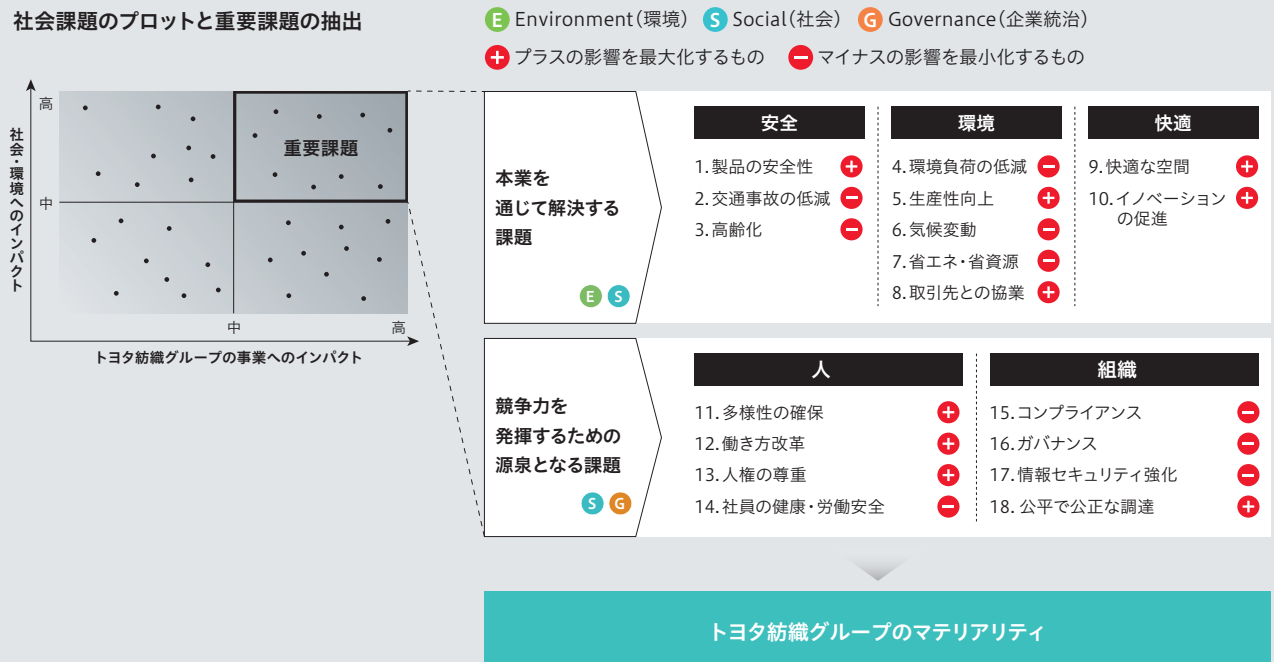 社会課題のプロットと重要課題の抽出
E Environment（環境） S Social（社会） G Governance（企業統治）
+ プラスの影響を最大化するもの − マイナスの影響を最小化するもの
社会・環境へのインパクト
高
中
重要課題
中
高
トヨタ紡織グループの事業へのインパクト
本業を
通じて解決する
課題
E S
安全
1.製品の安全性 +
2.交通事故の低減 −
3.高齢化 −
環境
4.環境負荷の低減 −
5.生産性向上 +
6.気候変動 −
7.省エネ・省資源 −
8.取引先との協業 +
快適
9.快適な空間 +
10.イノベーション +
の促進
競争力を
発揮するための
源泉となる課題
S G
人
11.多様性の確保 +
12.働き方改革 +
13.人権の尊重 +
14.社員の健康・労働安全 −
組織
15.コンプライアンス −
16.ガバナンス −
17.情報セキュリティ強化 −
18.公平で公正な調達 +
トヨタ紡織グループのマテリアリティ